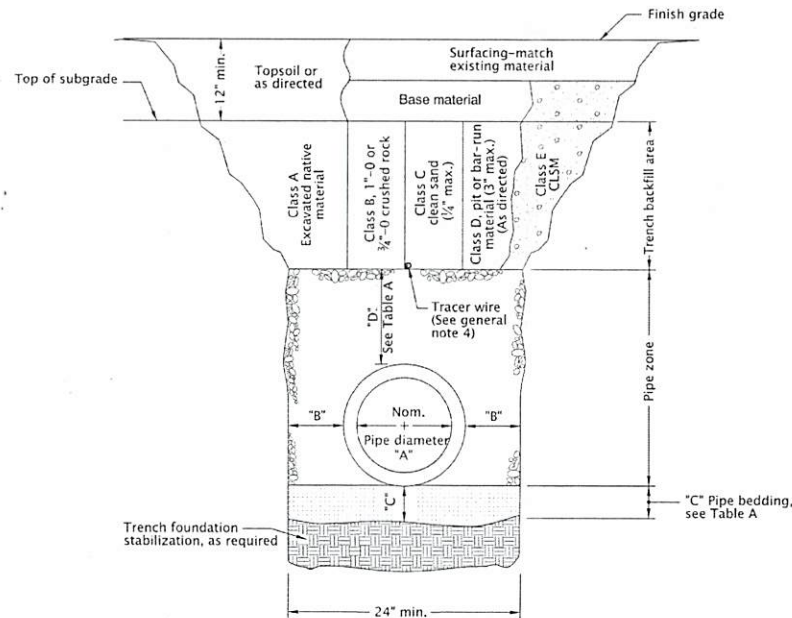 Finish grade
Surfacing-match
existing material
Topsoil or
as directed
12" min.
Top of subgrade
Base material
Class A
Excavated native
material
Class B, 1"-0 or
¾"-0 crushed rock
Class C
clean sand
(¼" max.)
Class D, pit or bar-run
material (3" max.)
(As directed)
Class E
CLSM
Trench backfill area
"D".
See Table A
Tracer wire
(See general
note 4)
Pipe zone
"B"
Nom.
Pipe diameter
"A"
"B"
"C"
"C" Pipe bedding,
see Table A
Trench foundation
stabilization, as required
24" min.